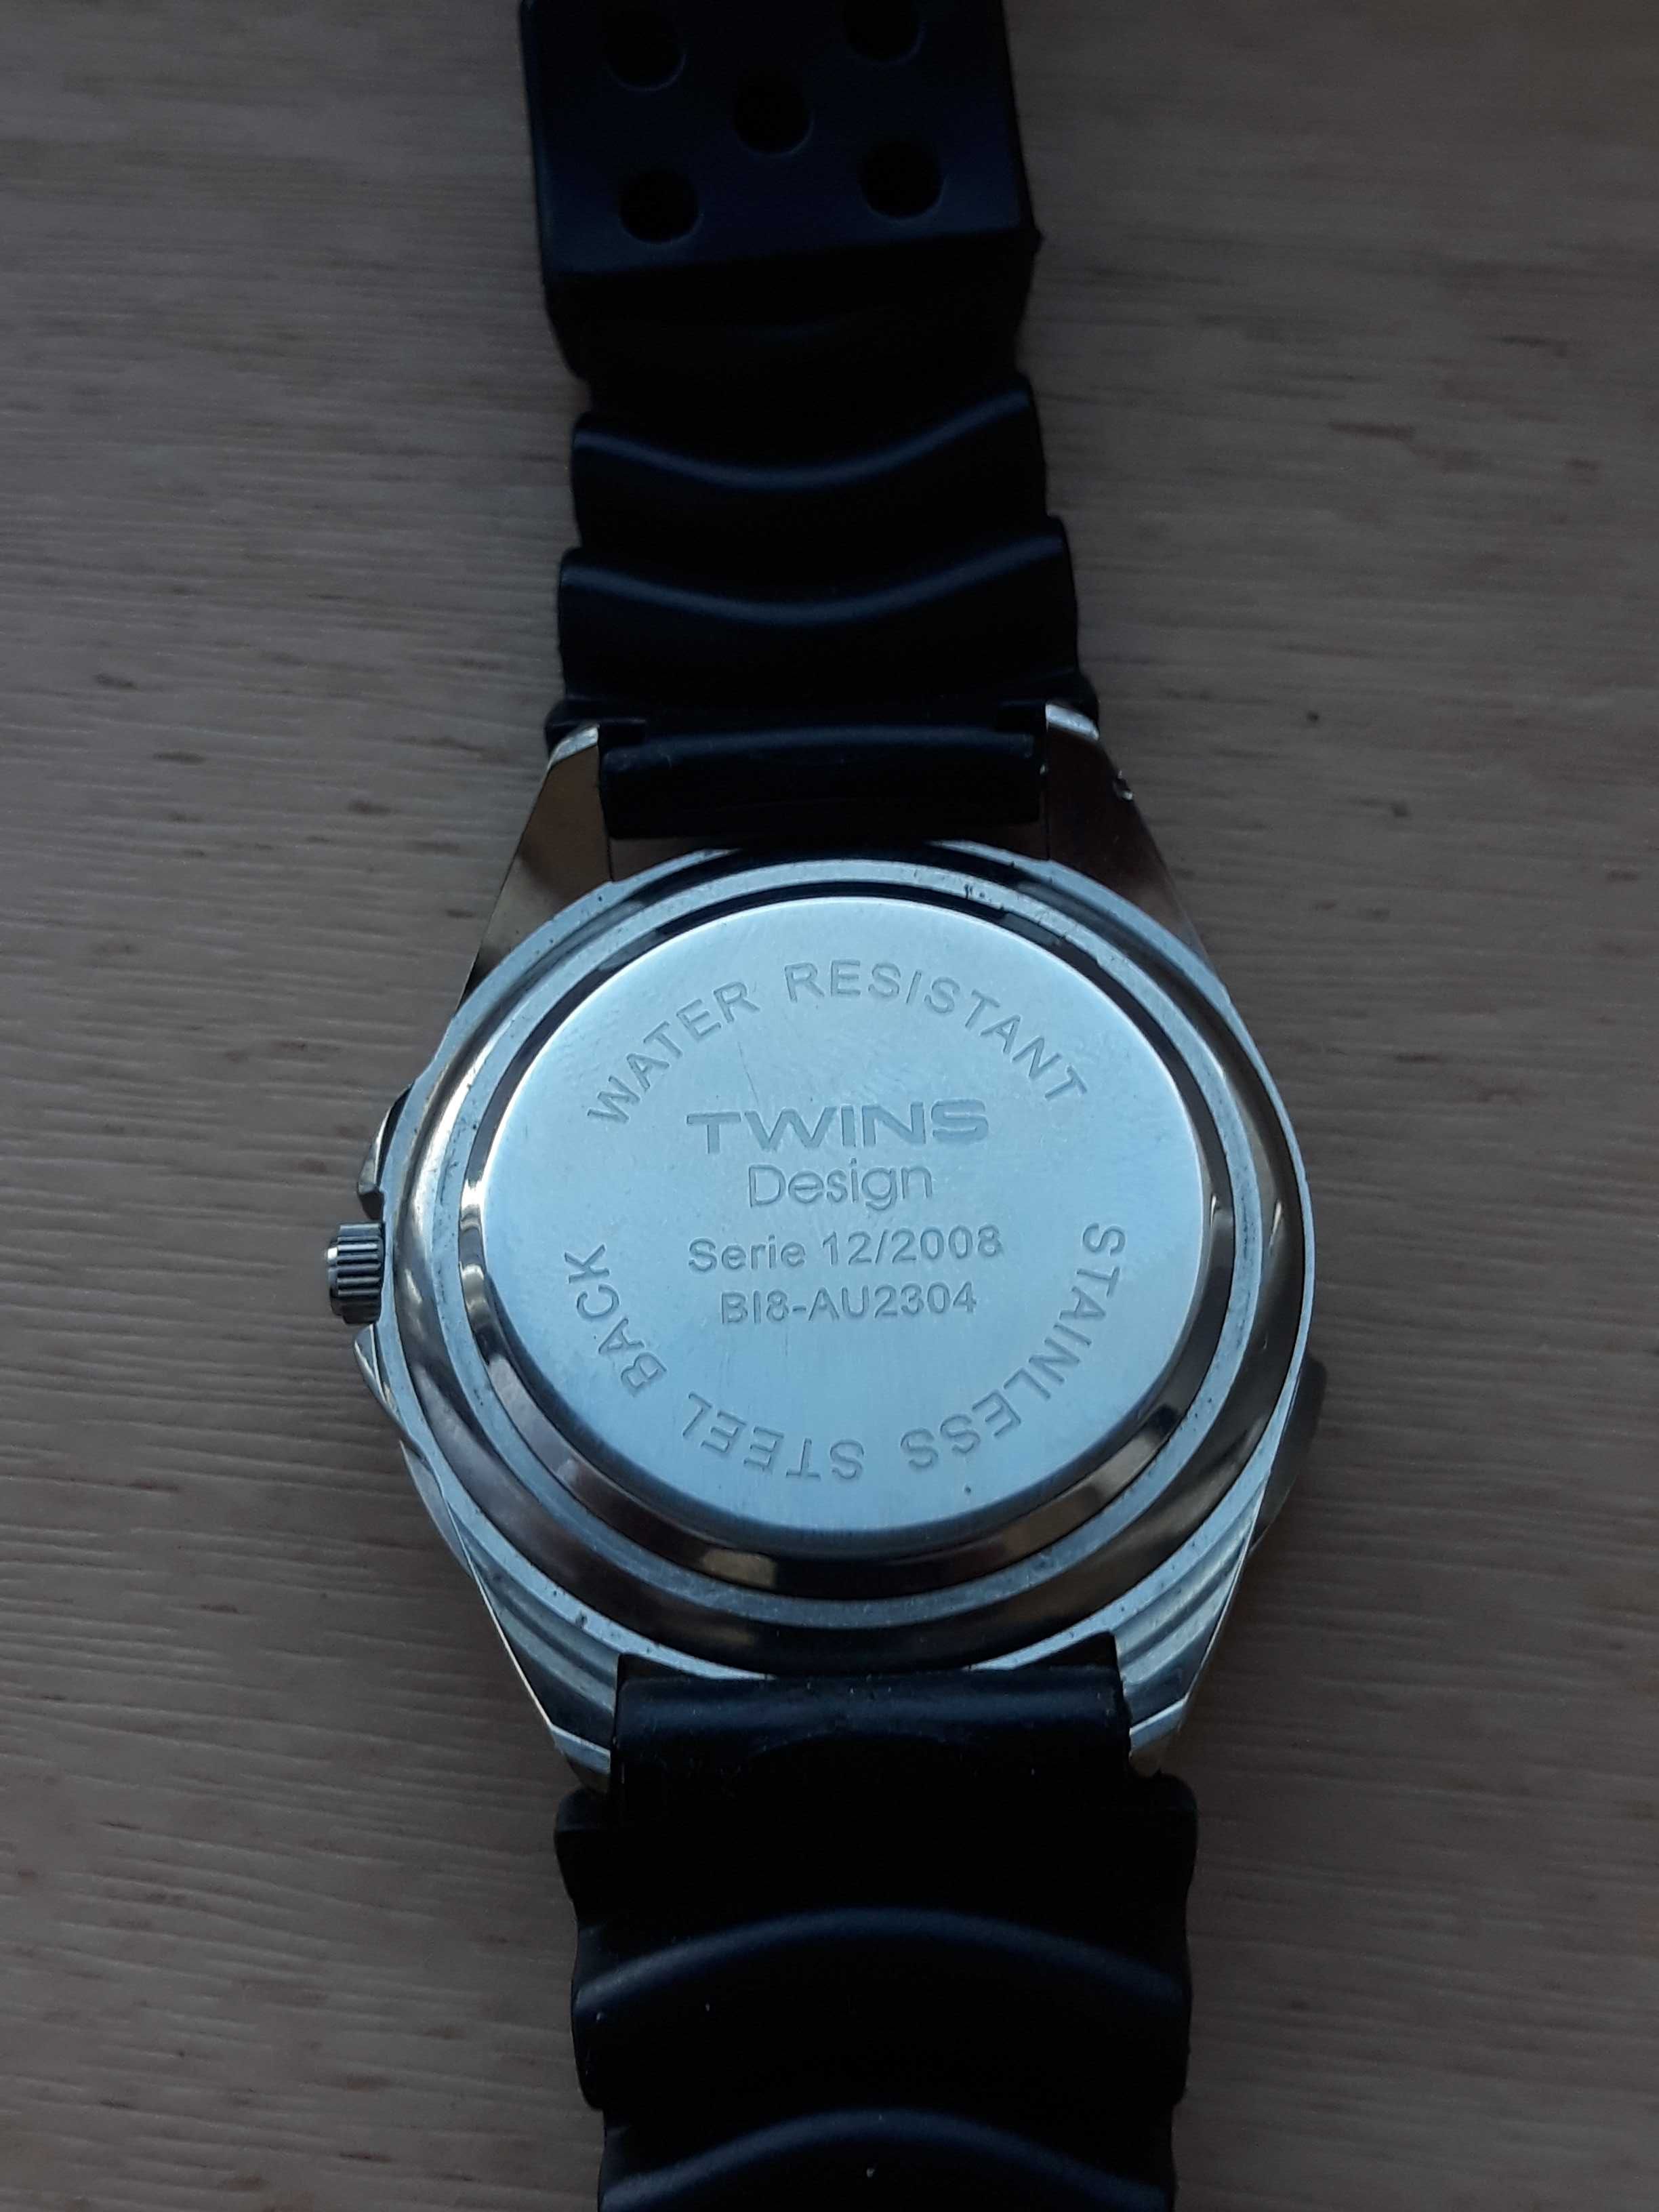 WATER RESISTANT
TWINS
Design
Serie 12/2008
BI8-AU2304
STAINLESS STEEL BACK